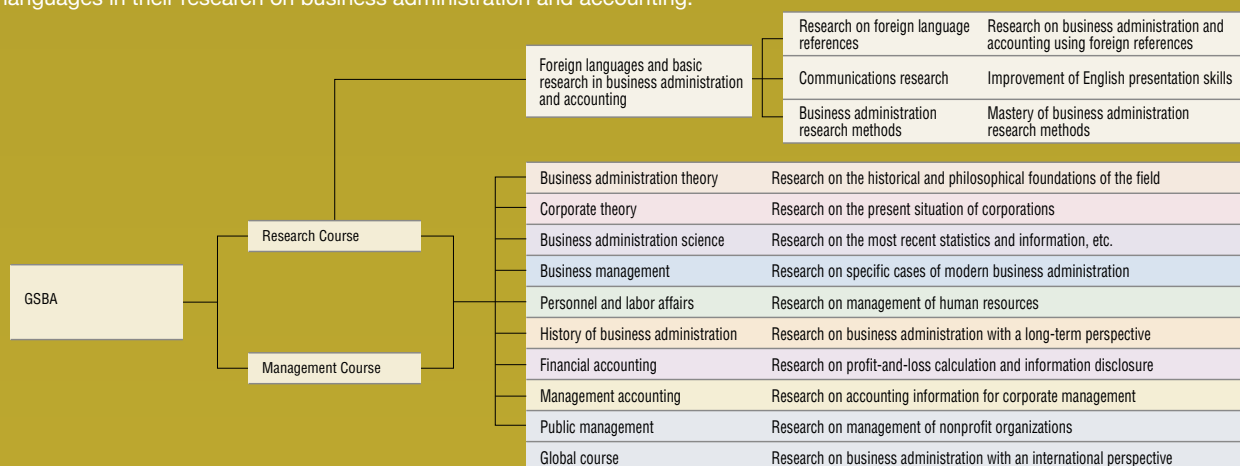 languages in their research on business administration and accounting.
Foreign languages and basic
research in business administration
and accounting
Research on foreign language
references
Research on business administration and
accounting using foreign references
Communications research
Improvement of English presentation skills
Business administration
research methods
Mastery of business administration
research methods
GSBA
Research Course
Management Course
Business administration theory
Research on the historical and philosophical foundations of the field
Corporate theory
Research on the present situation of corporations
Business administration science
Research on the most recent statistics and information, etc.
Business management
Research on specific cases of modern business administration
Personnel and labor affairs
Research on management of human resources
History of business administration
Research on business administration with a long-term perspective
Financial accounting
Research on profit-and-loss calculation and information disclosure
Management accounting
Research on accounting information for corporate management
Public management
Research on management of nonprofit organizations
Global course
Research on business administration with an international perspective